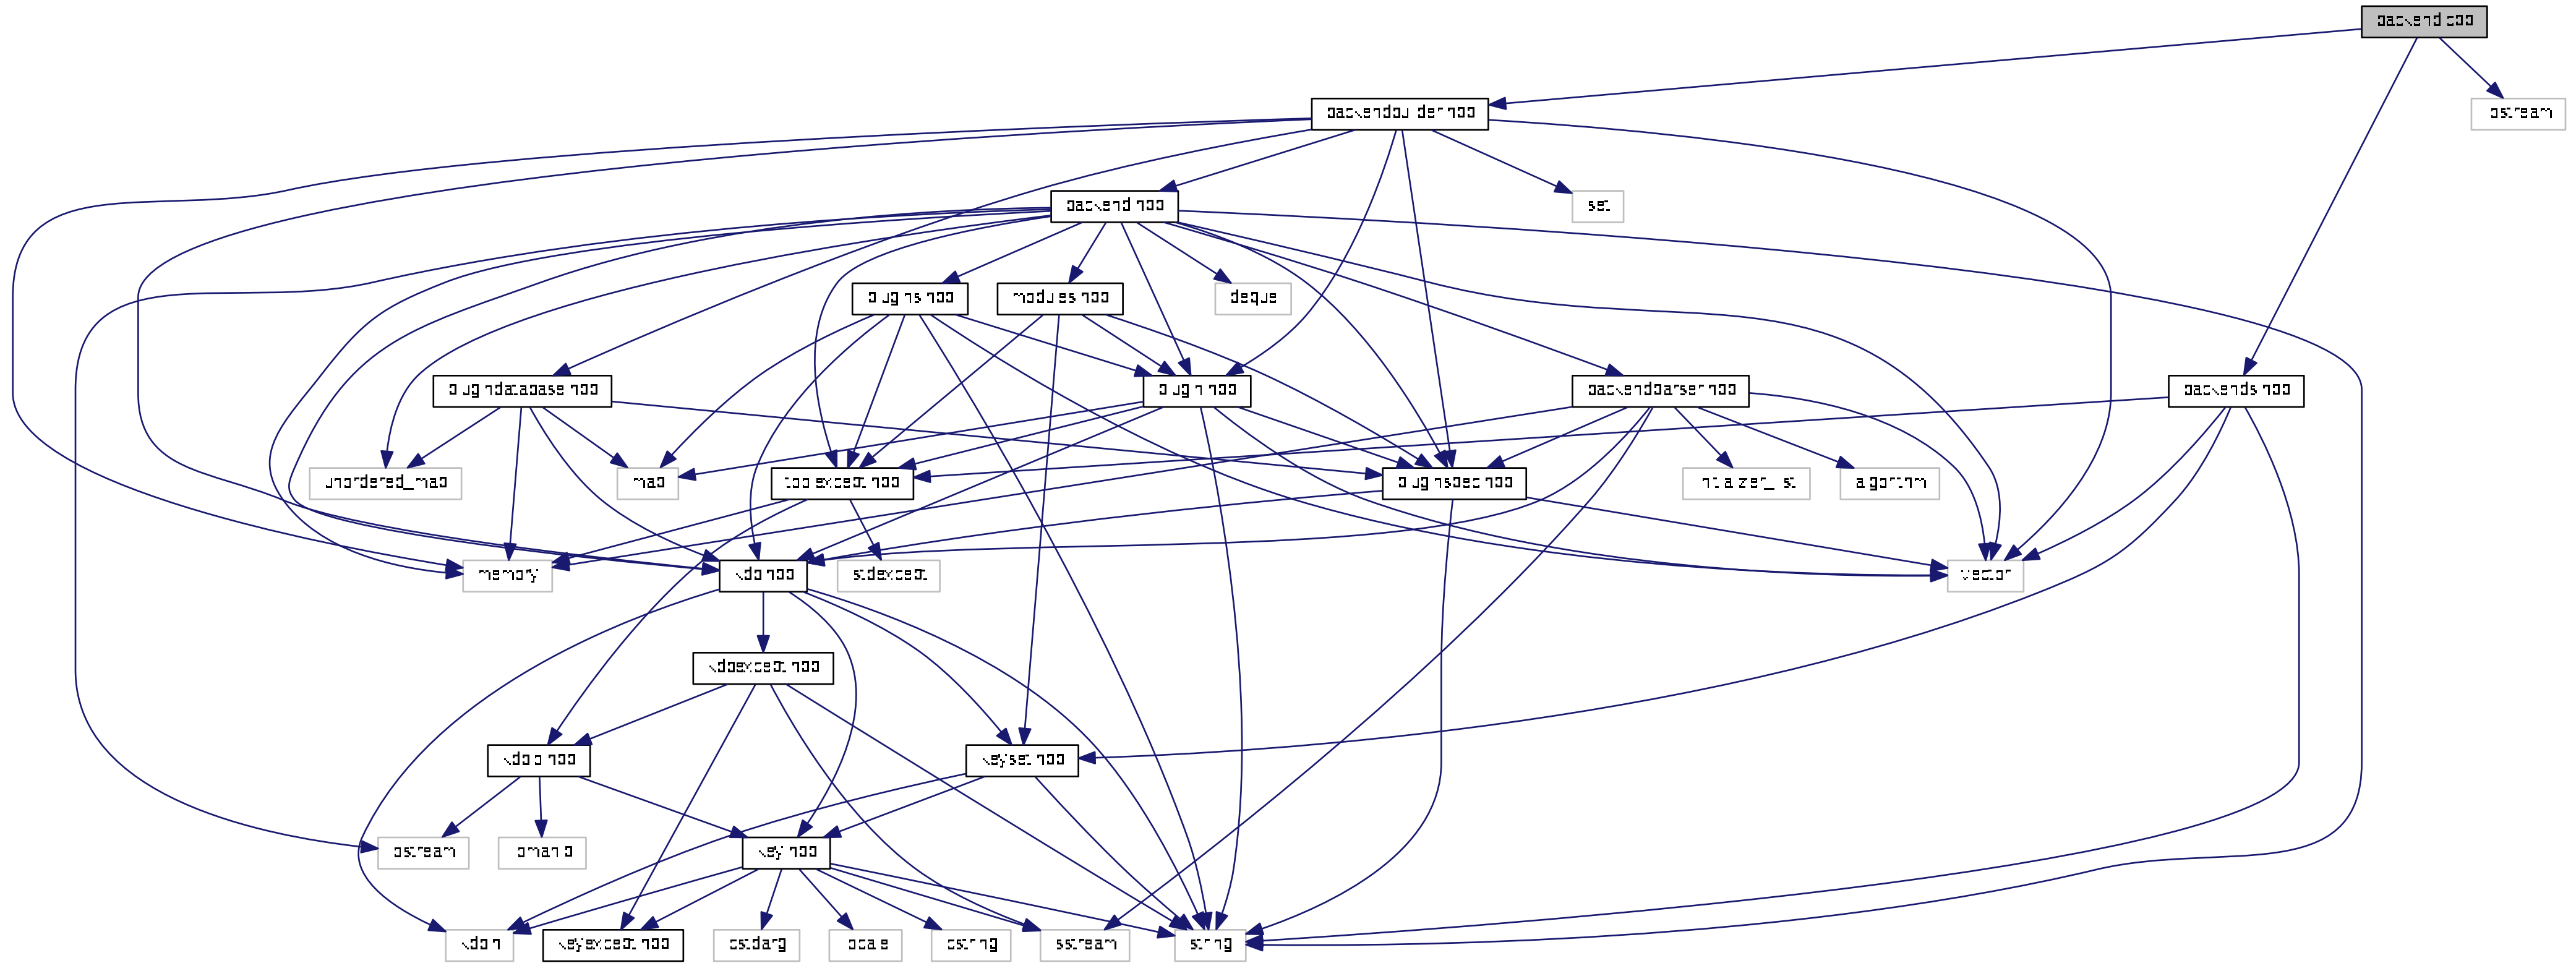 backend.cpp
backendbuilder.hpp
iostream
backend.hpp
set
plugins.hpp
modules.hpp
deque
plugindatabase.hpp
plugin.hpp
backendparser.hpp
backends.hpp
unordered_map
map
toolexcept.hpp
pluginspec.hpp
initializer_list
algorithm
memory
kdb.hpp
stdexcept
vector
kdbexcept.hpp
kdbio.hpp
keyset.hpp
ostream
iomanip
key.hpp
kdb.h
keyexcept.hpp
cstdarg
locale
cstring
sstream
string